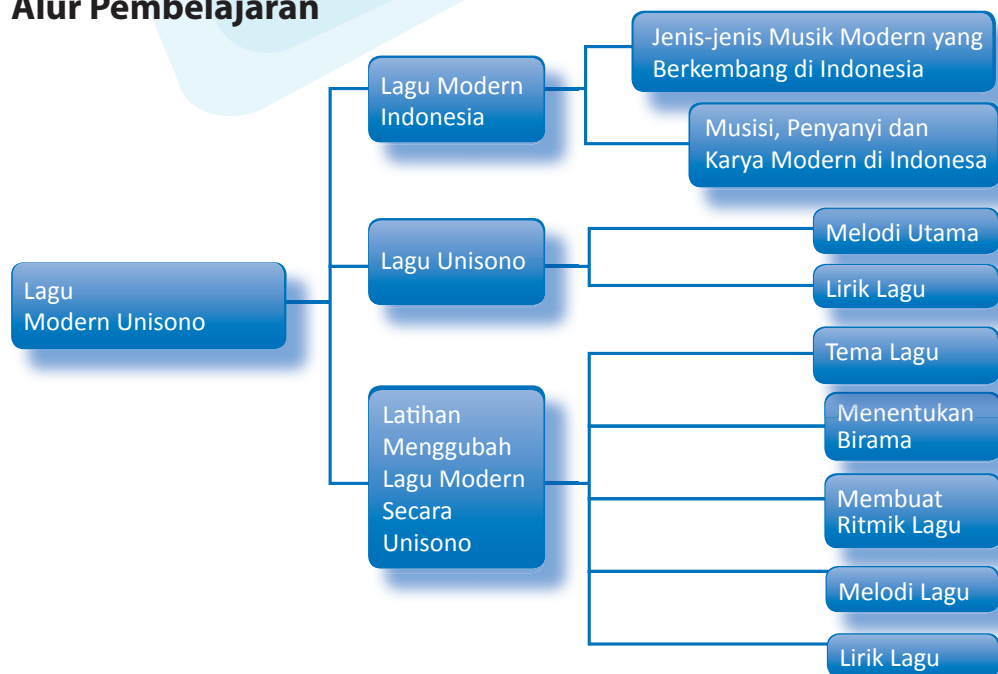 Alur Pembelajaran
Lagu
Modern Unisono
Lagu Modern
Indonesia
Jenis-jenis Musik Modern yang
Berkembang di Indonesia
Musisi, Penyanyi dan
Karya Modern di Indonesa
Lagu Unisono
Melodi Utama
Lirik Lagu
Latihan
Menggubah
Lagu Modern
Secara
Unisono
Tema Lagu
Menentukan
Birama
Membuat
Ritmik Lagu
Melodi Lagu
Lirik Lagu